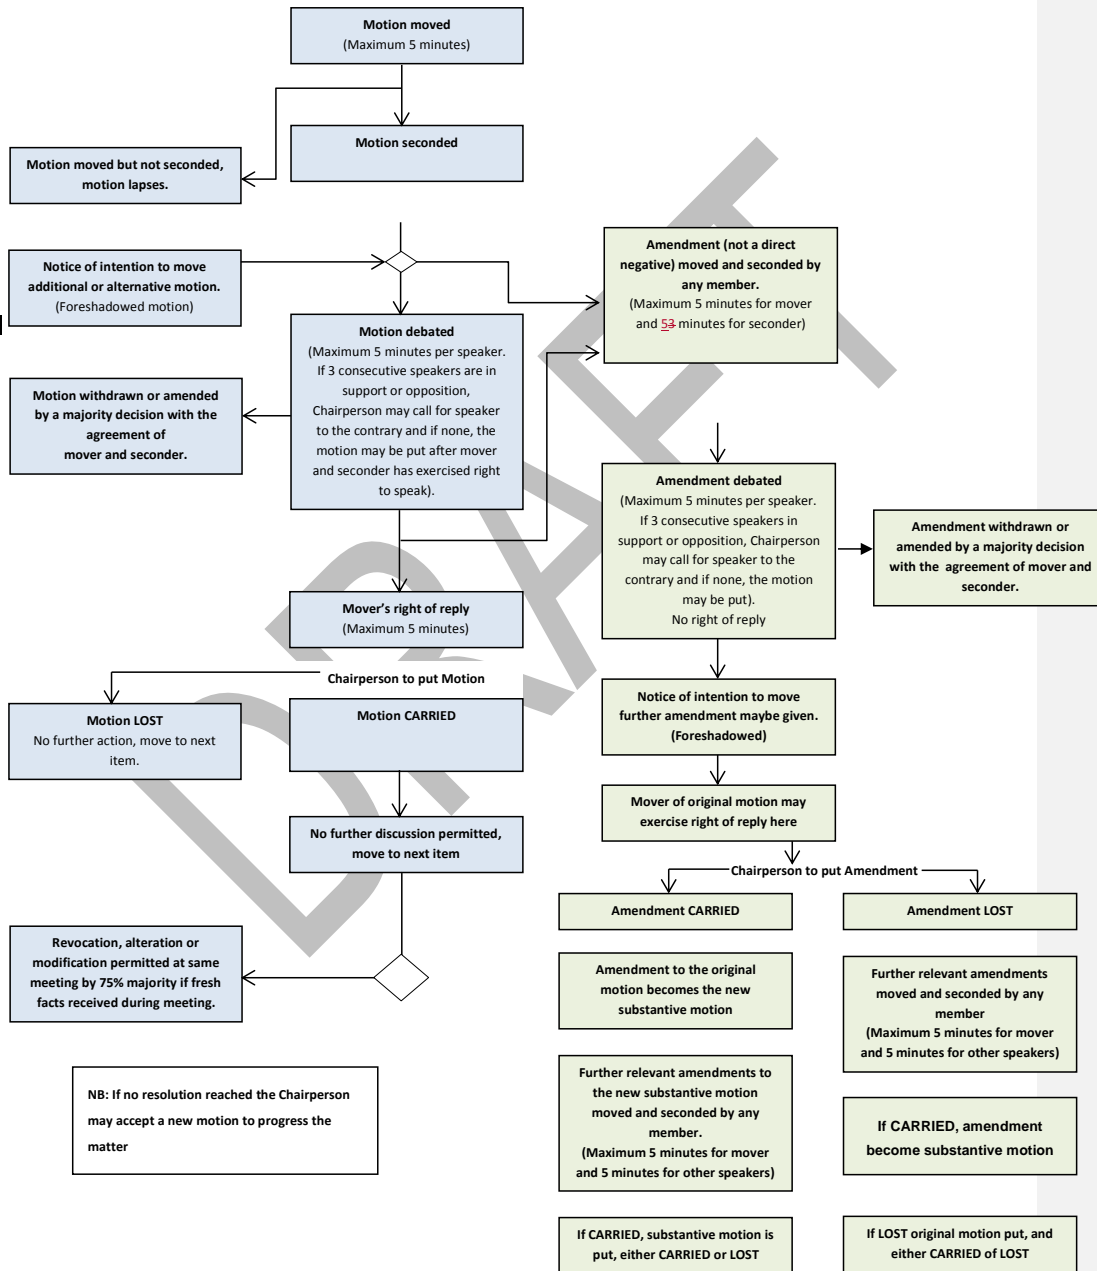 Motion moved
(Maximum 5 minutes)
Motion seconded
Motion moved but not seconded,
motion lapses.
Notice of intention to move
additional or alternative motion.
(Foreshadowed motion)
Amendment (not a direct
negative) moved and seconded by
any member.
(Maximum 5 minutes for mover
and 53 minutes for seconder)
Motion debated
(Maximum 5 minutes per speaker.
If 3 consecutive speakers are in
support or opposition,
Chairperson may call for speaker
to the contrary and if none, the
motion may be put after mover
and seconder has exercised right
to speak).
Motion withdrawn or amended
by a majority decision with the
agreement of
mover and seconder.
Amendment debated
(Maximum 5 minutes per speaker.
If 3 consecutive speakers in
support or opposition, Chairperson
may call for speaker to the
contrary and if none, the motion
may be put).
No right of reply
Amendment withdrawn or
amended by a majority decision
with the  agreement of mover and
seconder.
Mover's right of reply
(Maximum 5 minutes)
Chairperson to put Motion
Motion LOST
No further action, move to next
item.
Motion CARRIED
Notice of intention to move
further amendment maybe given.
(Foreshadowed)
Mover of original motion may
exercise right of reply here
No further discussion permitted,
move to next item
Chairperson to put Amendment
Amendment CARRIED
Amendment LOST
Revocation, alteration or
modification permitted at same
meeting by 75% majority if fresh
facts received during meeting.
Amendment to the original
motion becomes the new
substantive motion
Further relevant amendments
moved and seconded by any
member
(Maximum 5 minutes for mover
and 5 minutes for other speakers)
NB: If no resolution reached the Chairperson
may accept a new motion to progress the
matter
Further relevant amendments to
the new substantive motion
moved and seconded by any
member.
(Maximum 5 minutes for mover
and 5 minutes for other speakers)
If CARRIED, amendment
become substantive motion
If CARRIED, substantive motion is
put, either CARRIED or LOST
If LOST original motion put, and
either CARRIED of LOST
DRAFT